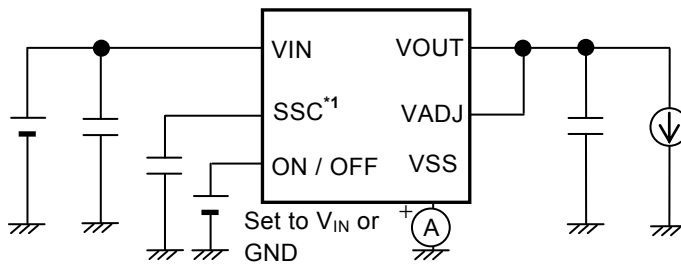 VIN VOUT
SSC*1 VADJ
ON / OFF VSS
Set to VIN or
GND
+
A